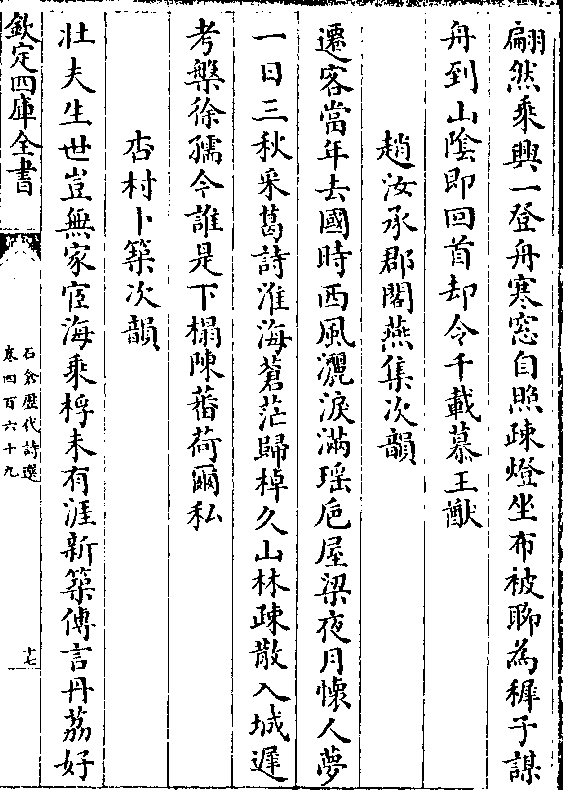 翩然乘興一登舟寒窓自照疎燈坐布被聊為穉子謀
舟到山陰即回首却令千載慕王猷
趙汝承郡閣燕集次韻
遷客當年去國時西風灑淚滿瑶巵屋梁夜月懐人夢
一日三秋采葛詩淮海蒼茫歸棹久山林疎散入城遲
考槃徐孺今誰是下榻陳蕃荷爾私
杏村卜築次韻
壯夫生世豈無家宦海乘桴未有涯新築傳言丹荔好
欽定四庫全書
石倉歴代詩選
卷四百六十九
十七